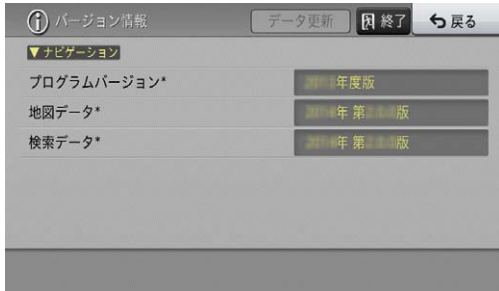 バージョン情報 データ更新 終了 戻る
▼ナビゲーション
プログラムバージョン* 年度版
地図データ* 年 第 版
検索データ* 年 第 版